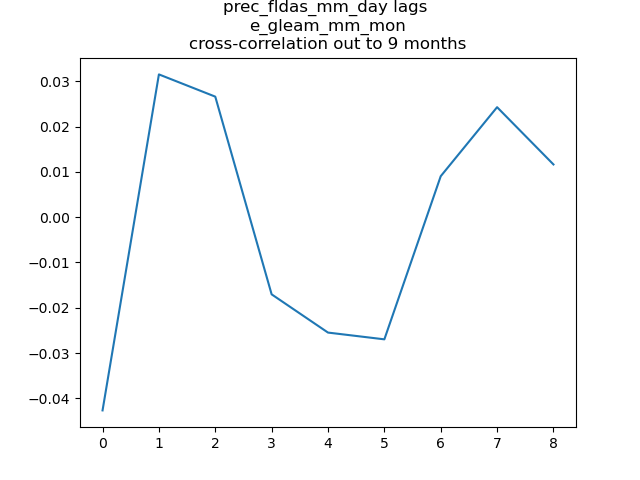 prec_fldas_mm_day lags
e_gleam_mm_mon
cross-correlation out to 9 months
0.03
0.02
0.01
0.00
−0.01
−0.02
−0.03
−0.04
0 1 2 3 4 5 6 7 8